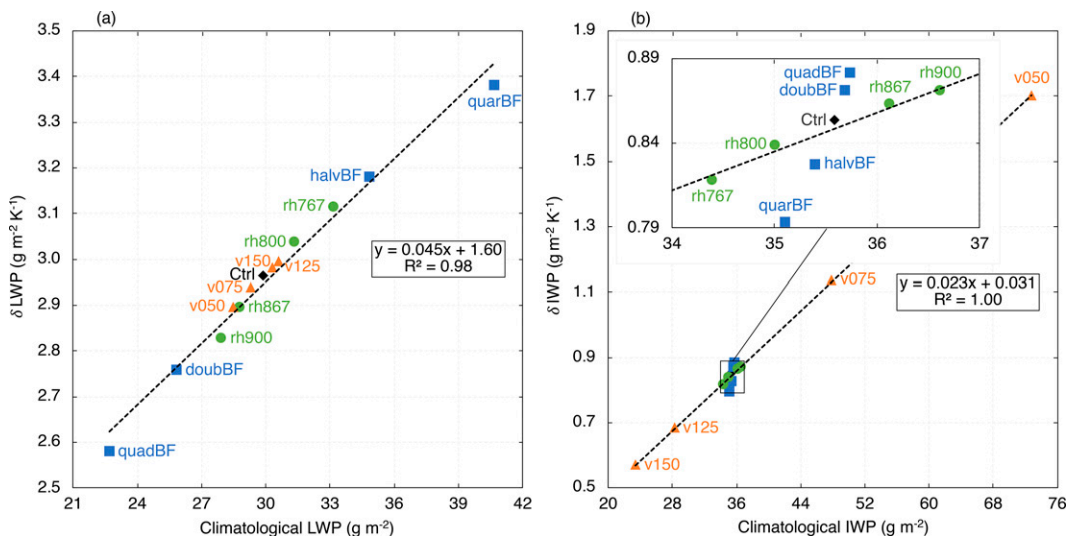 (a)
3.5
3.4
3.3
3.2
3.1
3.0
2.9
2.8
2.7
2.6
2.5
δLWP (g m⁻² K⁻¹)
quarBF
halvBF
rh767
rh800
v150
v125
Ctrl
v075
v050
rh867
rh900
doubBF
quadBF
y = 0.045x + 1.60
R² = 0.98
21 24 27 30 33 36 39 42
Climatological LWP (g m⁻²)
(b)
1.9
1.7
1.5
1.3
1.1
0.9
0.7
0.5
δIWP (g m⁻² K⁻¹)
0.89
0.84
0.79
quadBF
doubBF
rh900
rh867
Ctrl
rh800
halvBF
rh767
quarBF
34 35 36 37
v050
v075
y = 0.023x + 0.031
R² = 1.00
v125
v150
20 28 36 44 52 60 68 76
Climatological IWP (g m⁻²)